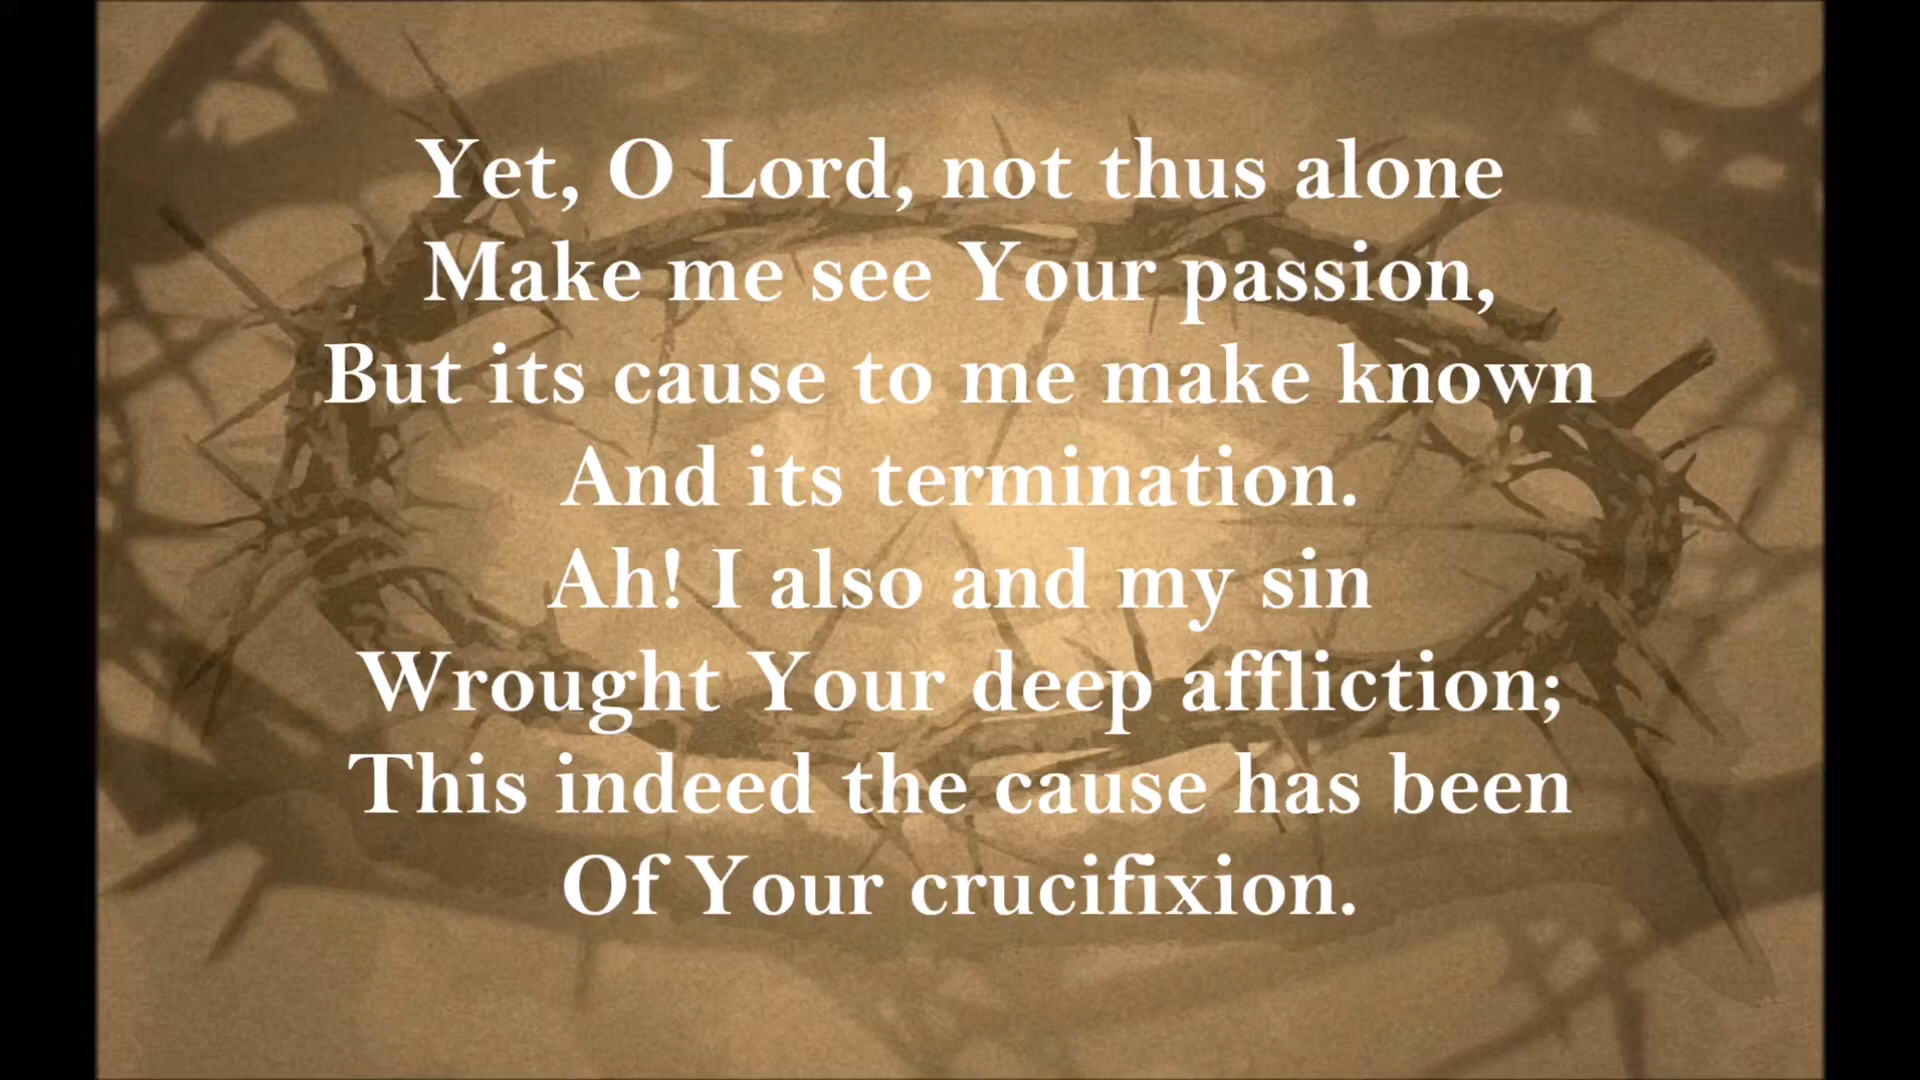 Yet, O Lord, not thus alone
Make me see Your passion,
But its cause to me make known
And its termination.
Ah! I also and my sin
Wrought Your deep affliction;
This indeed the cause has been
Of Your crucifixion.